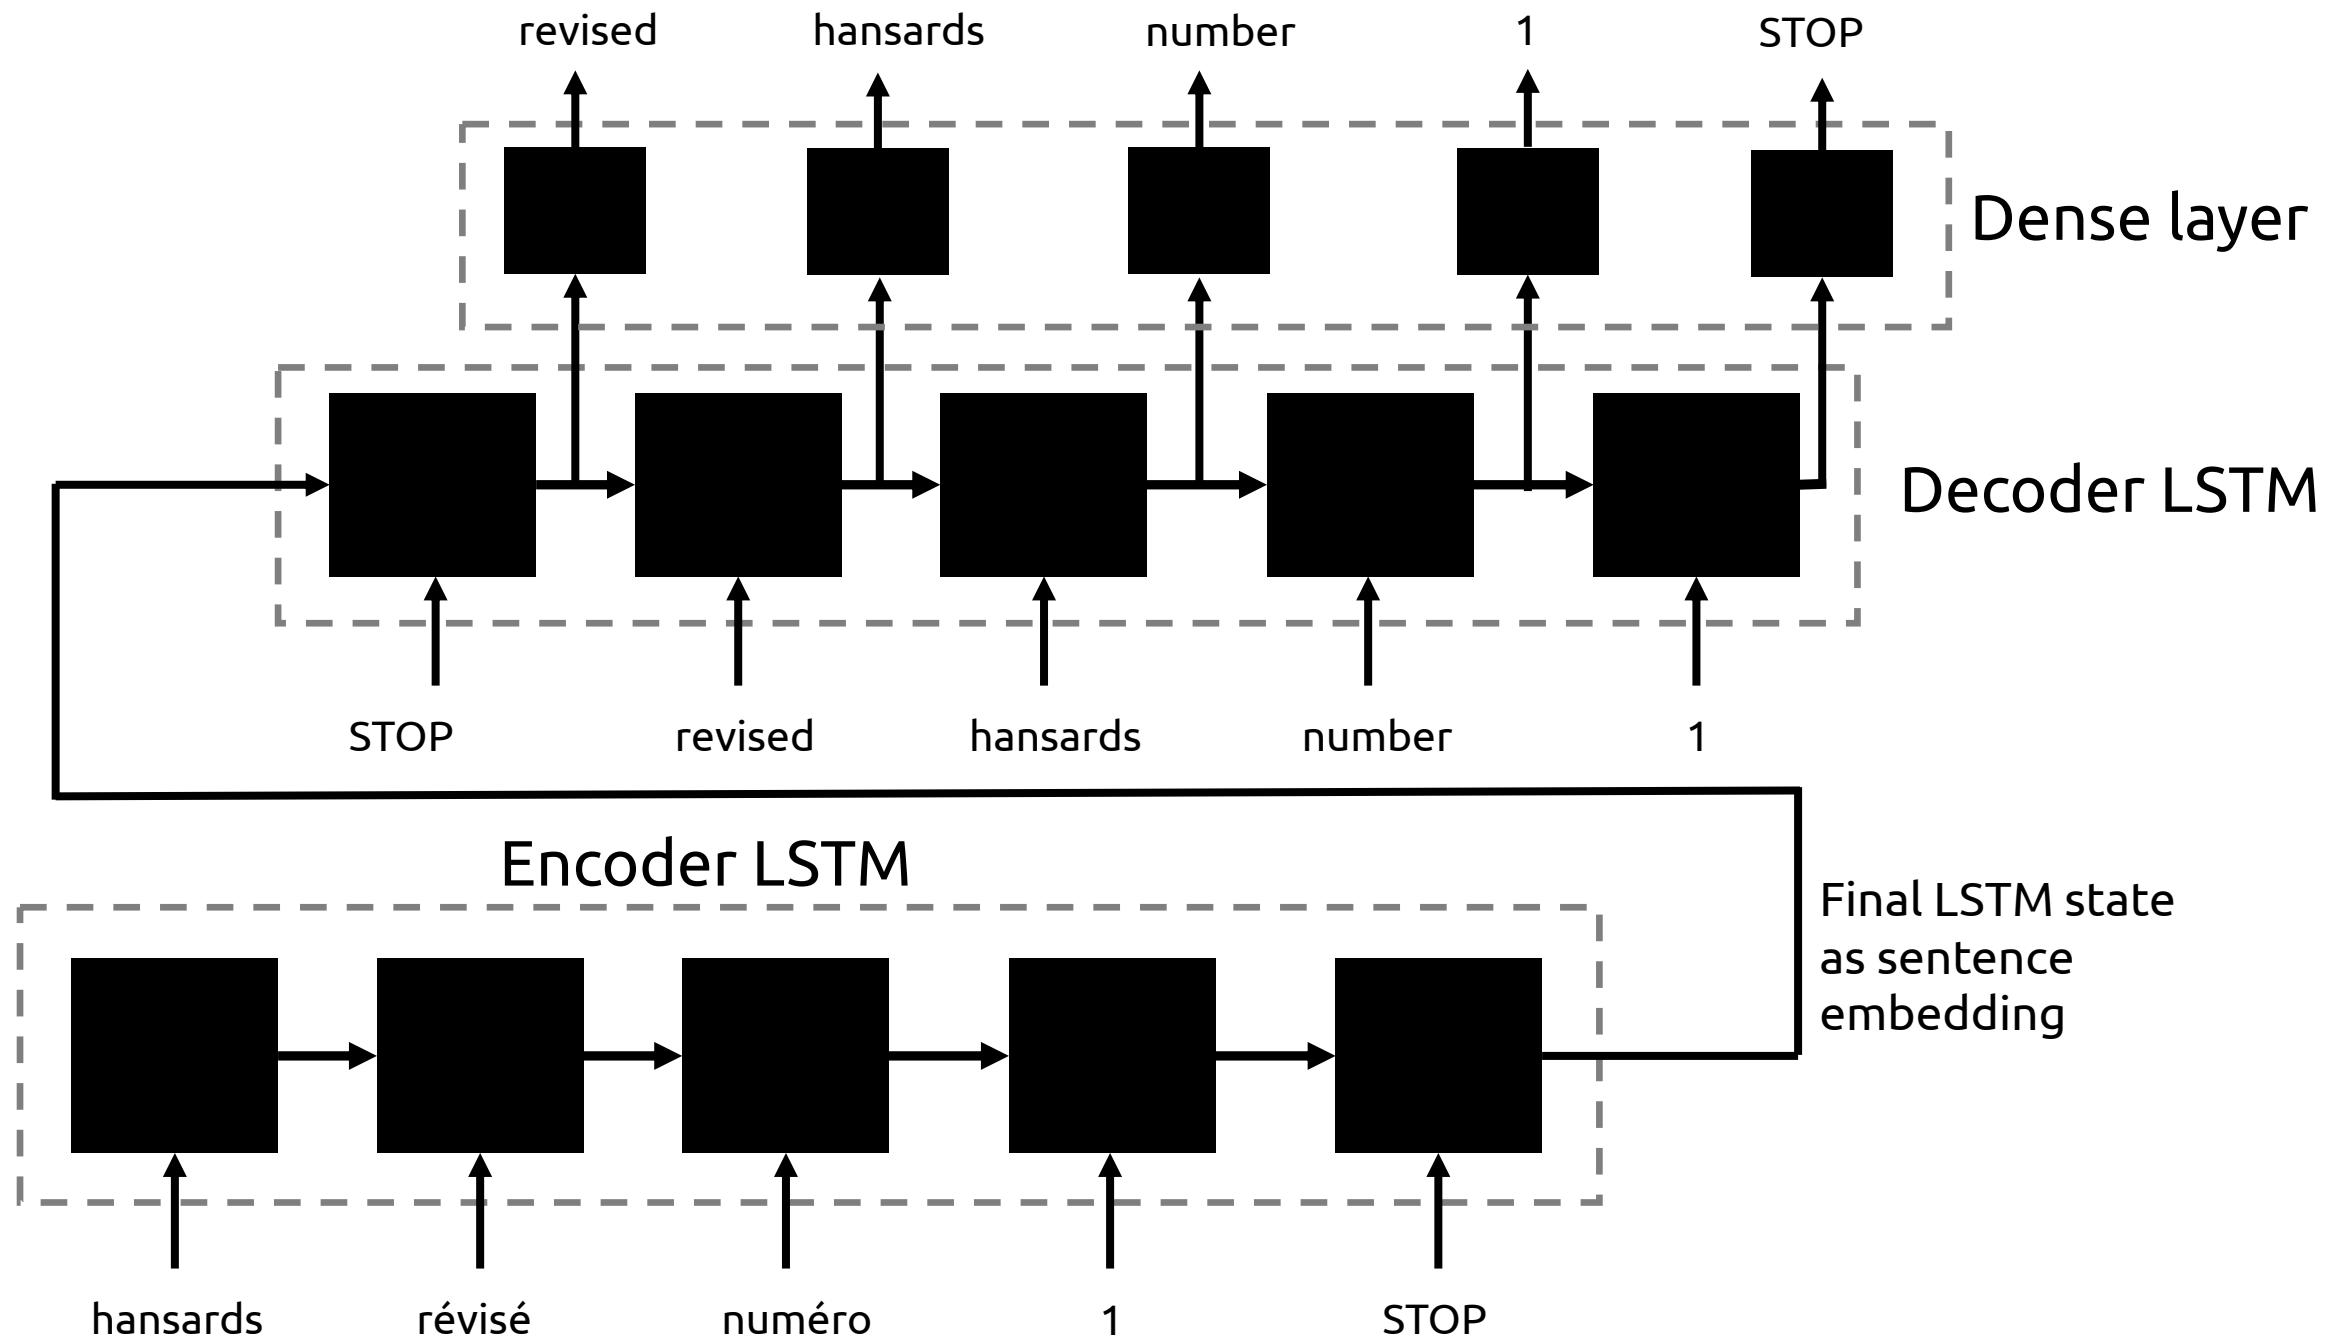 revised hansards number 1 STOP
Dense layer
Decoder LSTM
STOP revised hansards number 1
Encoder LSTM
Final LSTM state
as sentence
embedding
hansards révisé numéro 1 STOP